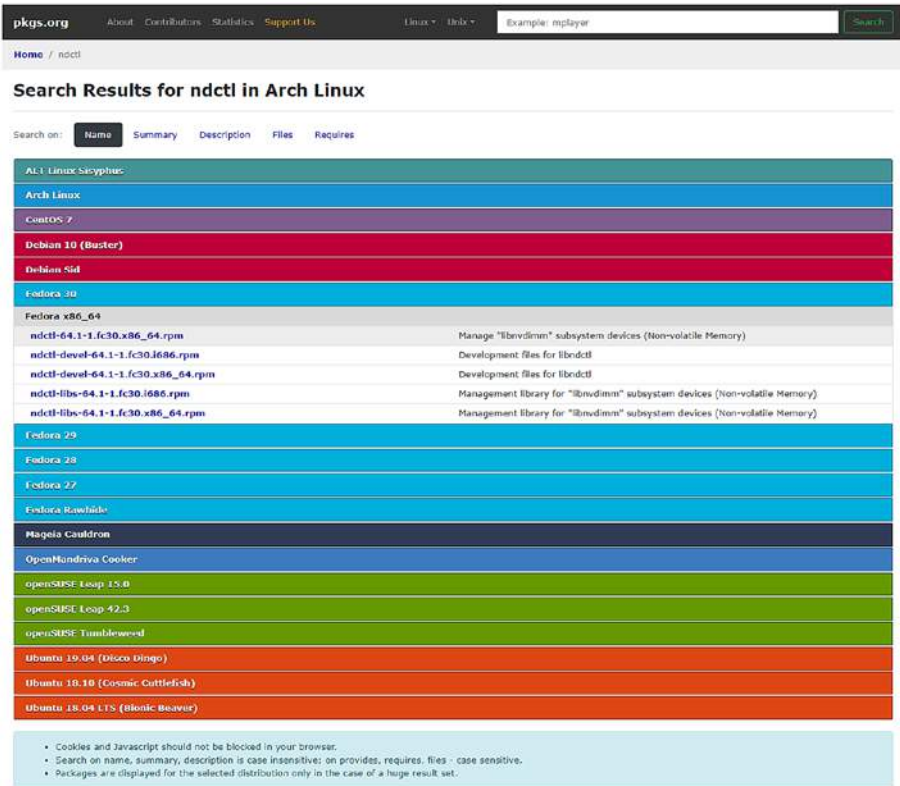 pkgs.org About Contributors Statistics Support Us Linux Unix Example: mplayer Search
Home / ndctl
Search Results for ndctl in Arch Linux
Search on: Name Summary Description Files Requires
ALT Linux Sisyphus
Arch Linux
CentOS 7
Debian 10 (Buster)
Debian Sid
Fedora 30
Fedora x86_64
ndctl-64.1-1.fc30.x86_64.rpm Manage "libnvdimm" subsystem devices (Non-volatile Memory)
ndctl-devel-64.1-1.fc30.i686.rpm Development files for libndctl
ndctl-devel-64.1-1.fc30.x86_64.rpm Development files for libndctl
ndctl-libs-64.1-1.fc30.i686.rpm Management library for "libnvdimm" subsystem devices (Non-volatile Memory)
ndctl-libs-64.1-1.fc30.x86_64.rpm Management library for "libnvdimm" subsystem devices (Non-volatile Memory)
Fedora 29
Fedora 28
Fedora 27
Fedora Rawhide
Mageia Cauldron
OpenMandriva Cooker
openSUSE Leap 15.0
openSUSE Leap 42.3
openSUSE Tumbleweed
Ubuntu 19.04 (Disco Dingo)
Ubuntu 18.10 (Cosmic Cuttlefish)
Ubuntu 18.04 LTS (Bionic Beaver)
• Cookies and Javascript should not be blocked in your browser.
• Search on name, summary, description is case insensitive; on provides, requires, files - case sensitive.
• Packages are displayed for the selected distribution only in the case of a huge result set.